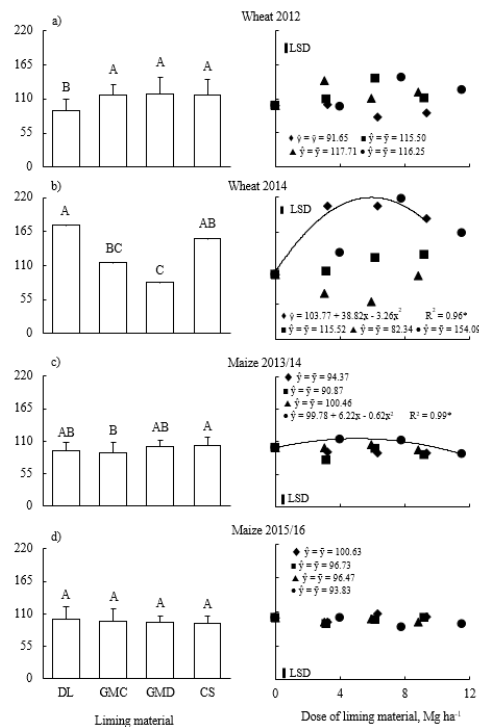 a)
Wheat 2012
220
165
110
55
0
B
A
A
A
LSD
♦ ŷ = ȳ = 91.65 ■ ŷ = ȳ = 115.50
▲ ŷ = ȳ = 117.71 ● ŷ = ȳ = 116.25
b)
Wheat 2014
220
165
110
55
0
A
BC
C
AB
LSD
♦ ŷ = 103.77 + 38.82x - 3.26x² R² = 0.96*
■ ŷ = ȳ = 115.52 ▲ ŷ = ȳ = 82.34 ● ŷ = ȳ = 154.09
c)
Maize 2013/14
220
165
110
55
0
AB
B
AB
A
♦ ŷ = ȳ = 94.37
■ ŷ = ȳ = 90.87
▲ ŷ = ȳ = 100.46
● ŷ = 99.78 + 6.22x - 0.62x² R² = 0.99*
LSD
d)
Maize 2015/16
220
165
110
55
0
A
A
A
A
♦ ŷ = ȳ = 100.63
■ ŷ = ȳ = 96.73
▲ ŷ = ȳ = 96.47
● ŷ = ȳ = 93.83
LSD
DL GMC GMD CS
Liming material
0 4 8 12
Dose of liming material, Mg ha⁻¹